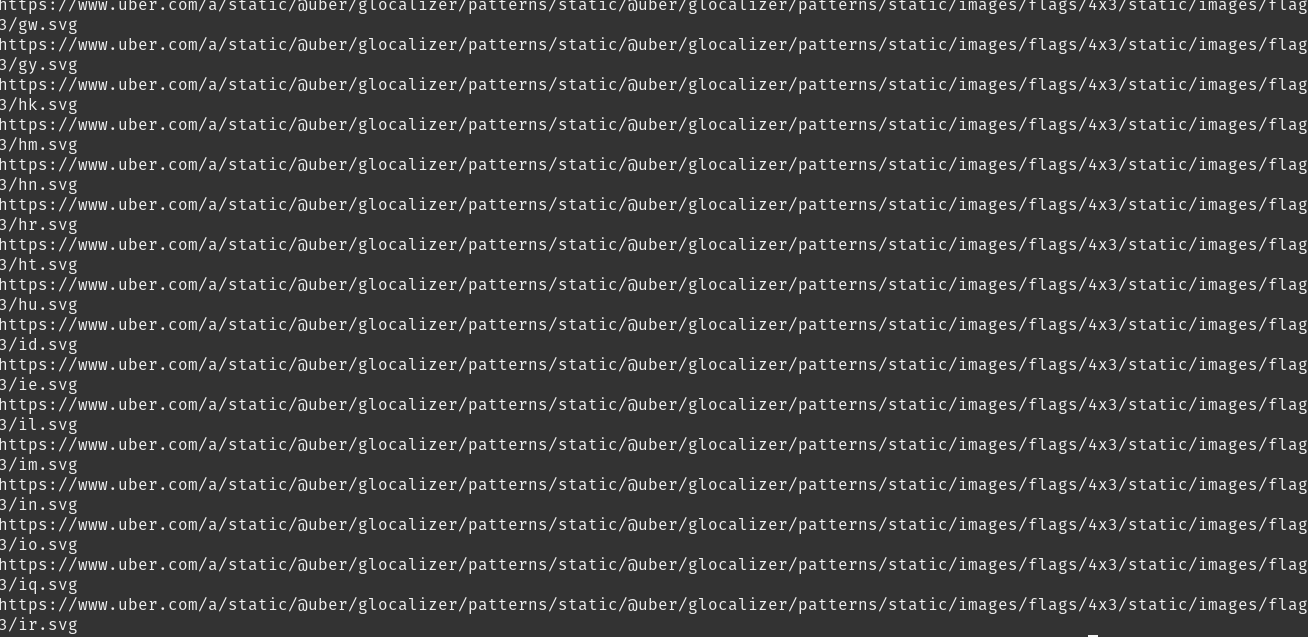 https://www.uber.com/a/static/@uber/glocalizer/patterns/static/@uber/glocalizer/patterns/static/images/flags/4x3/static/images/flag
3/gw.svg
https://www.uber.com/a/static/@uber/glocalizer/patterns/static/@uber/glocalizer/patterns/static/images/flags/4x3/static/images/flag
3/gy.svg
https://www.uber.com/a/static/@uber/glocalizer/patterns/static/@uber/glocalizer/patterns/static/images/flags/4x3/static/images/flag
3/hk.svg
https://www.uber.com/a/static/@uber/glocalizer/patterns/static/@uber/glocalizer/patterns/static/images/flags/4x3/static/images/flag
3/hm.svg
https://www.uber.com/a/static/@uber/glocalizer/patterns/static/@uber/glocalizer/patterns/static/images/flags/4x3/static/images/flag
3/hn.svg
https://www.uber.com/a/static/@uber/glocalizer/patterns/static/@uber/glocalizer/patterns/static/images/flags/4x3/static/images/flag
3/hr.svg
https://www.uber.com/a/static/@uber/glocalizer/patterns/static/@uber/glocalizer/patterns/static/images/flags/4x3/static/images/flag
3/ht.svg
https://www.uber.com/a/static/@uber/glocalizer/patterns/static/@uber/glocalizer/patterns/static/images/flags/4x3/static/images/flag
3/hu.svg
https://www.uber.com/a/static/@uber/glocalizer/patterns/static/@uber/glocalizer/patterns/static/images/flags/4x3/static/images/flag
3/id.svg
https://www.uber.com/a/static/@uber/glocalizer/patterns/static/@uber/glocalizer/patterns/static/images/flags/4x3/static/images/flag
3/ie.svg
https://www.uber.com/a/static/@uber/glocalizer/patterns/static/@uber/glocalizer/patterns/static/images/flags/4x3/static/images/flag
3/il.svg
https://www.uber.com/a/static/@uber/glocalizer/patterns/static/@uber/glocalizer/patterns/static/images/flags/4x3/static/images/flag
3/im.svg
https://www.uber.com/a/static/@uber/glocalizer/patterns/static/@uber/glocalizer/patterns/static/images/flags/4x3/static/images/flag
3/in.svg
https://www.uber.com/a/static/@uber/glocalizer/patterns/static/@uber/glocalizer/patterns/static/images/flags/4x3/static/images/flag
3/io.svg
https://www.uber.com/a/static/@uber/glocalizer/patterns/static/@uber/glocalizer/patterns/static/images/flags/4x3/static/images/flag
3/iq.svg
https://www.uber.com/a/static/@uber/glocalizer/patterns/static/@uber/glocalizer/patterns/static/images/flags/4x3/static/images/flag
3/ir.svg